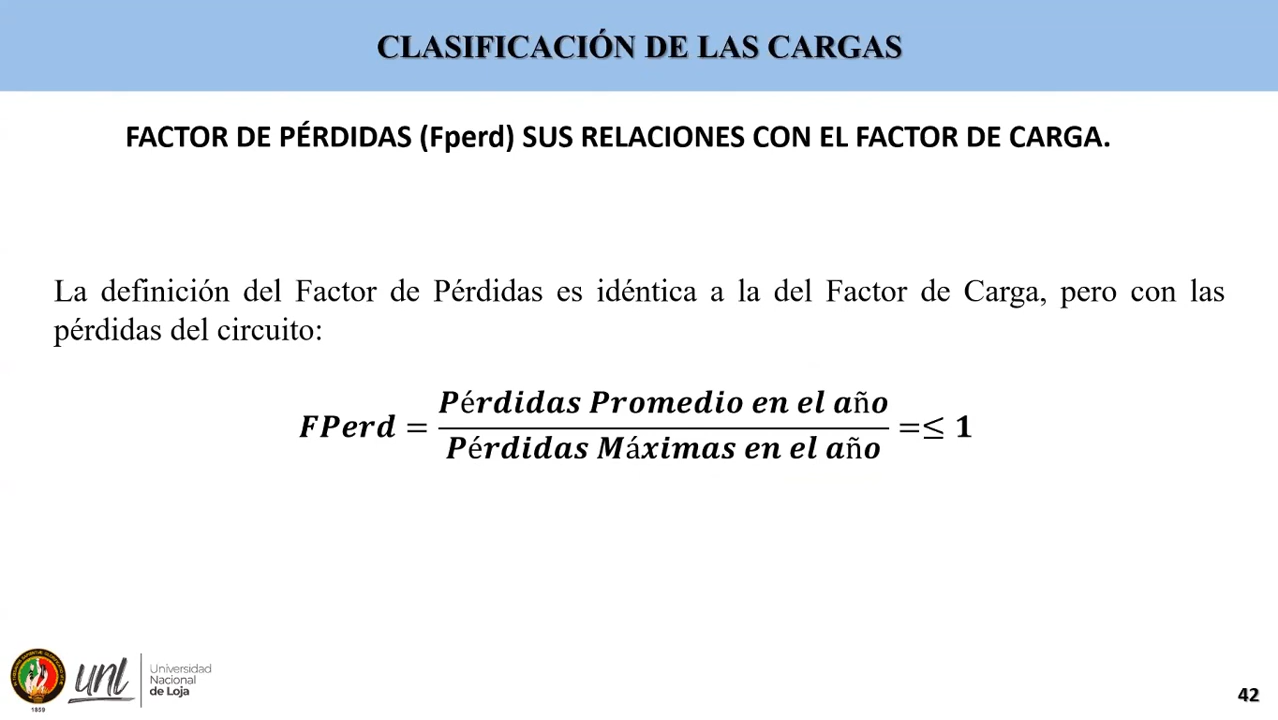 CLASIFICACIÓN DE LAS CARGAS
FACTOR DE PÉRDIDAS (Fperd) SUS RELACIONES CON EL FACTOR DE CARGA.
La definición del Factor de Pérdidas es idéntica a la del Factor de Carga, pero con las
pérdidas del circuito:
FPerd = Pérdidas Promedio en el año / Pérdidas Máximas en el año =≤ 1
1859
unl
Universidad
Nacional
de Loja
42